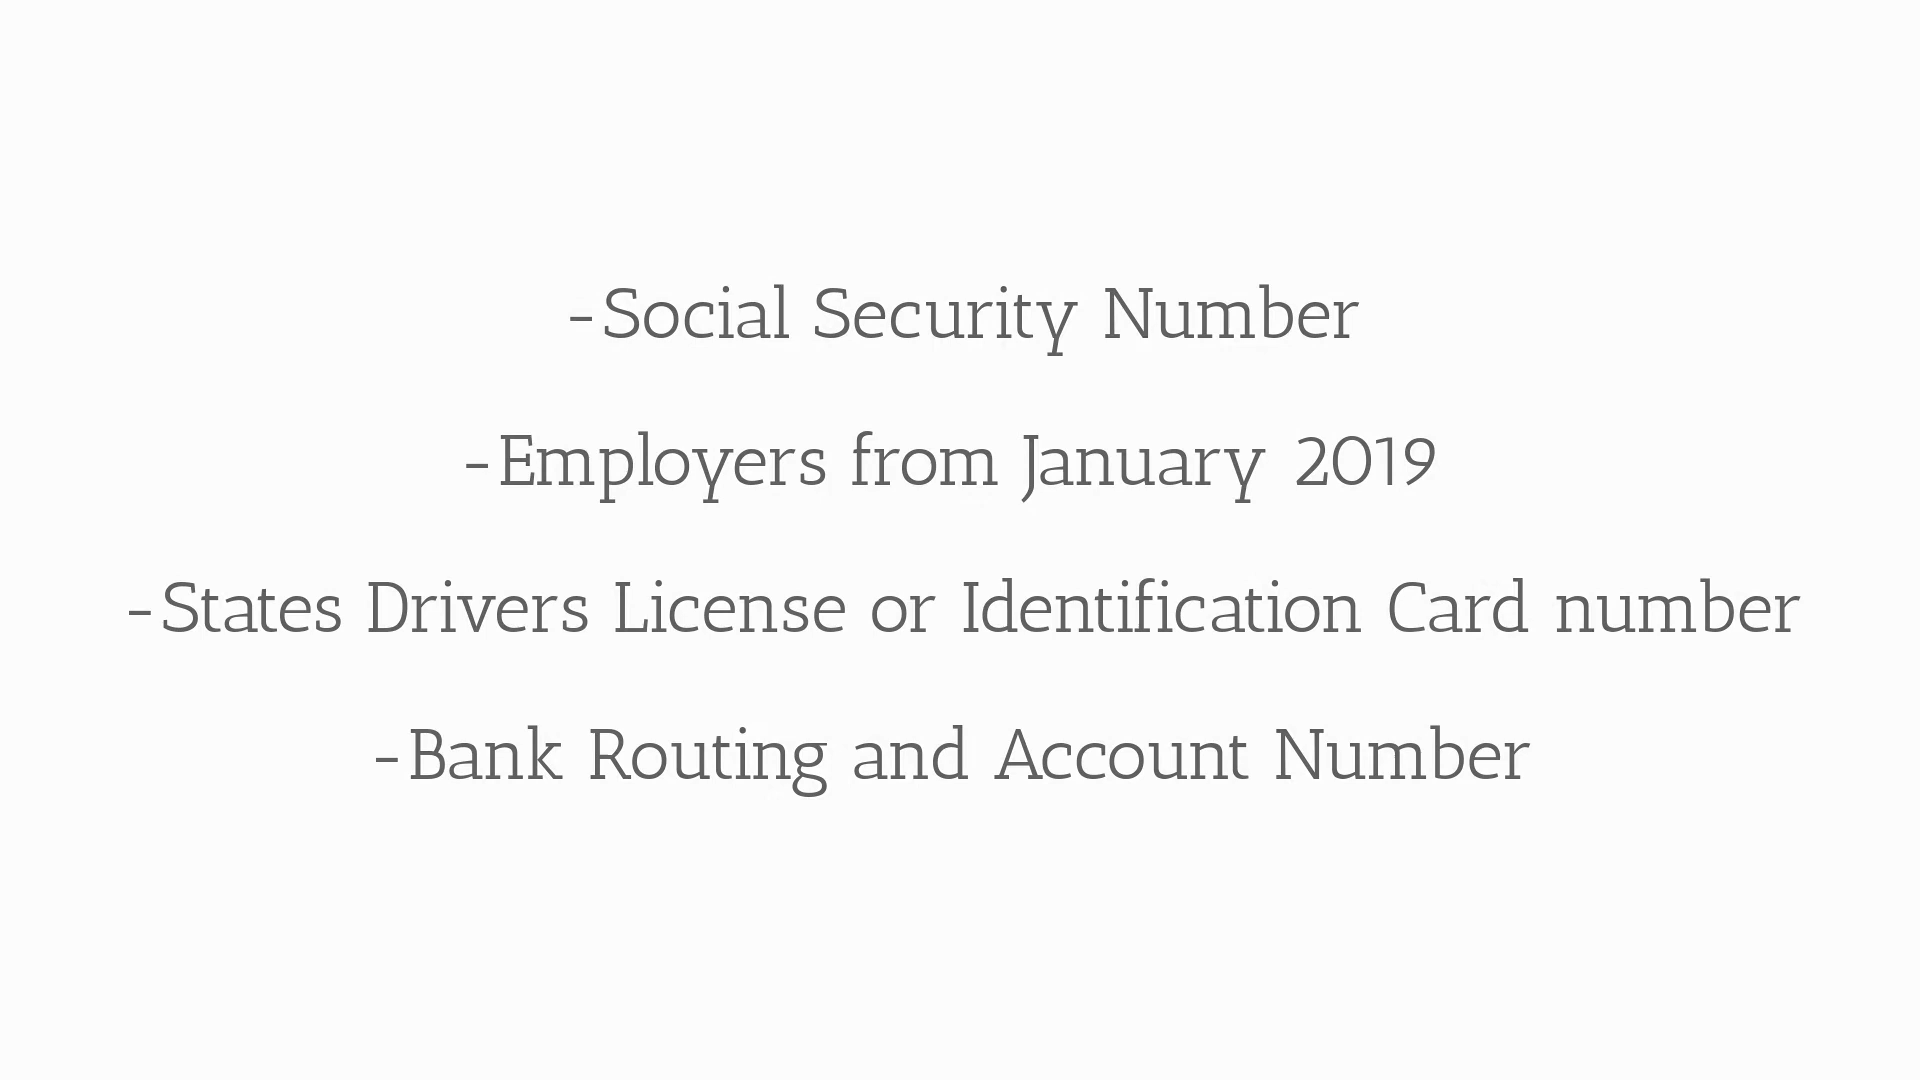 -Social Security Number
-Employers from January 2019
-States Drivers License or Identification Card number
-Bank Routing and Account Number